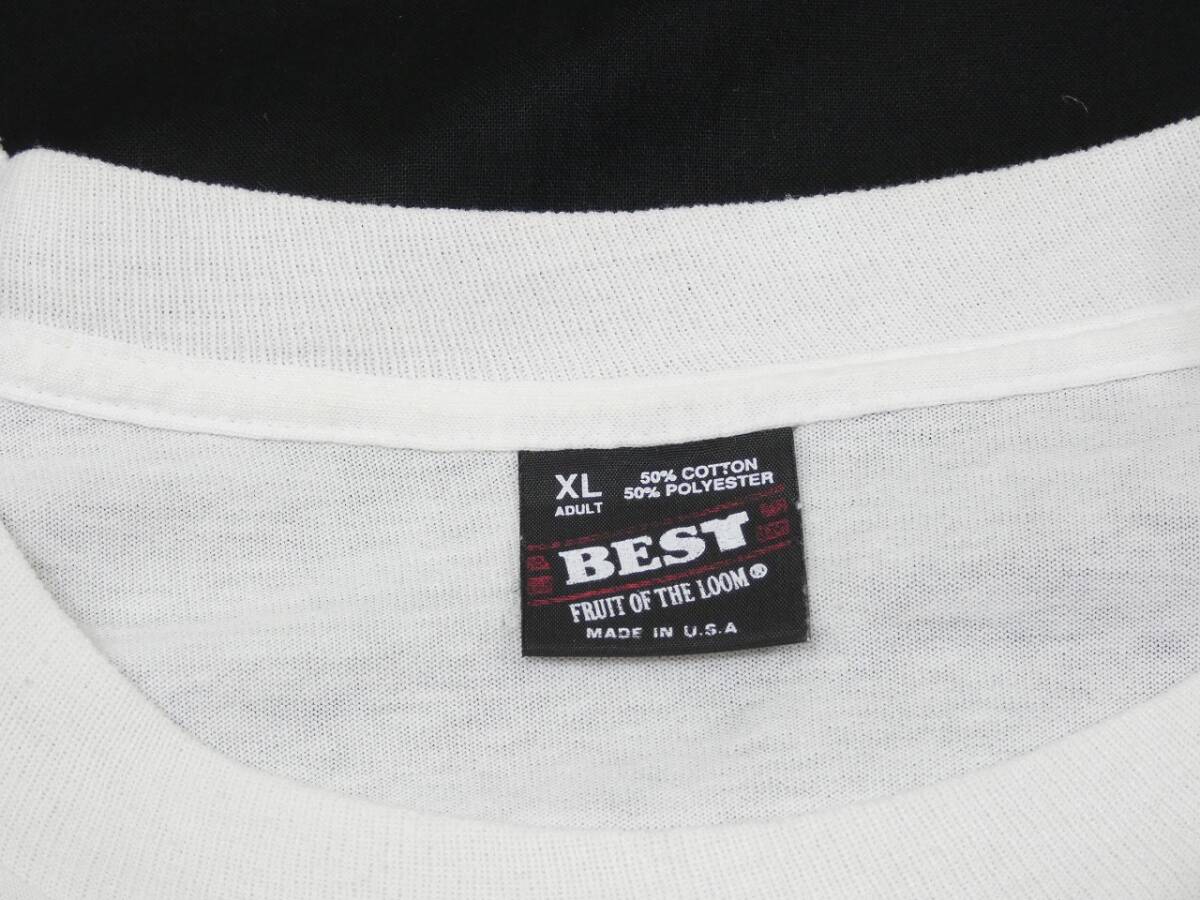 XL
ADULT
50% COTTON
50% POLYESTER
BEST
FRUIT OF THE LOOM®
MADE IN U.S.A